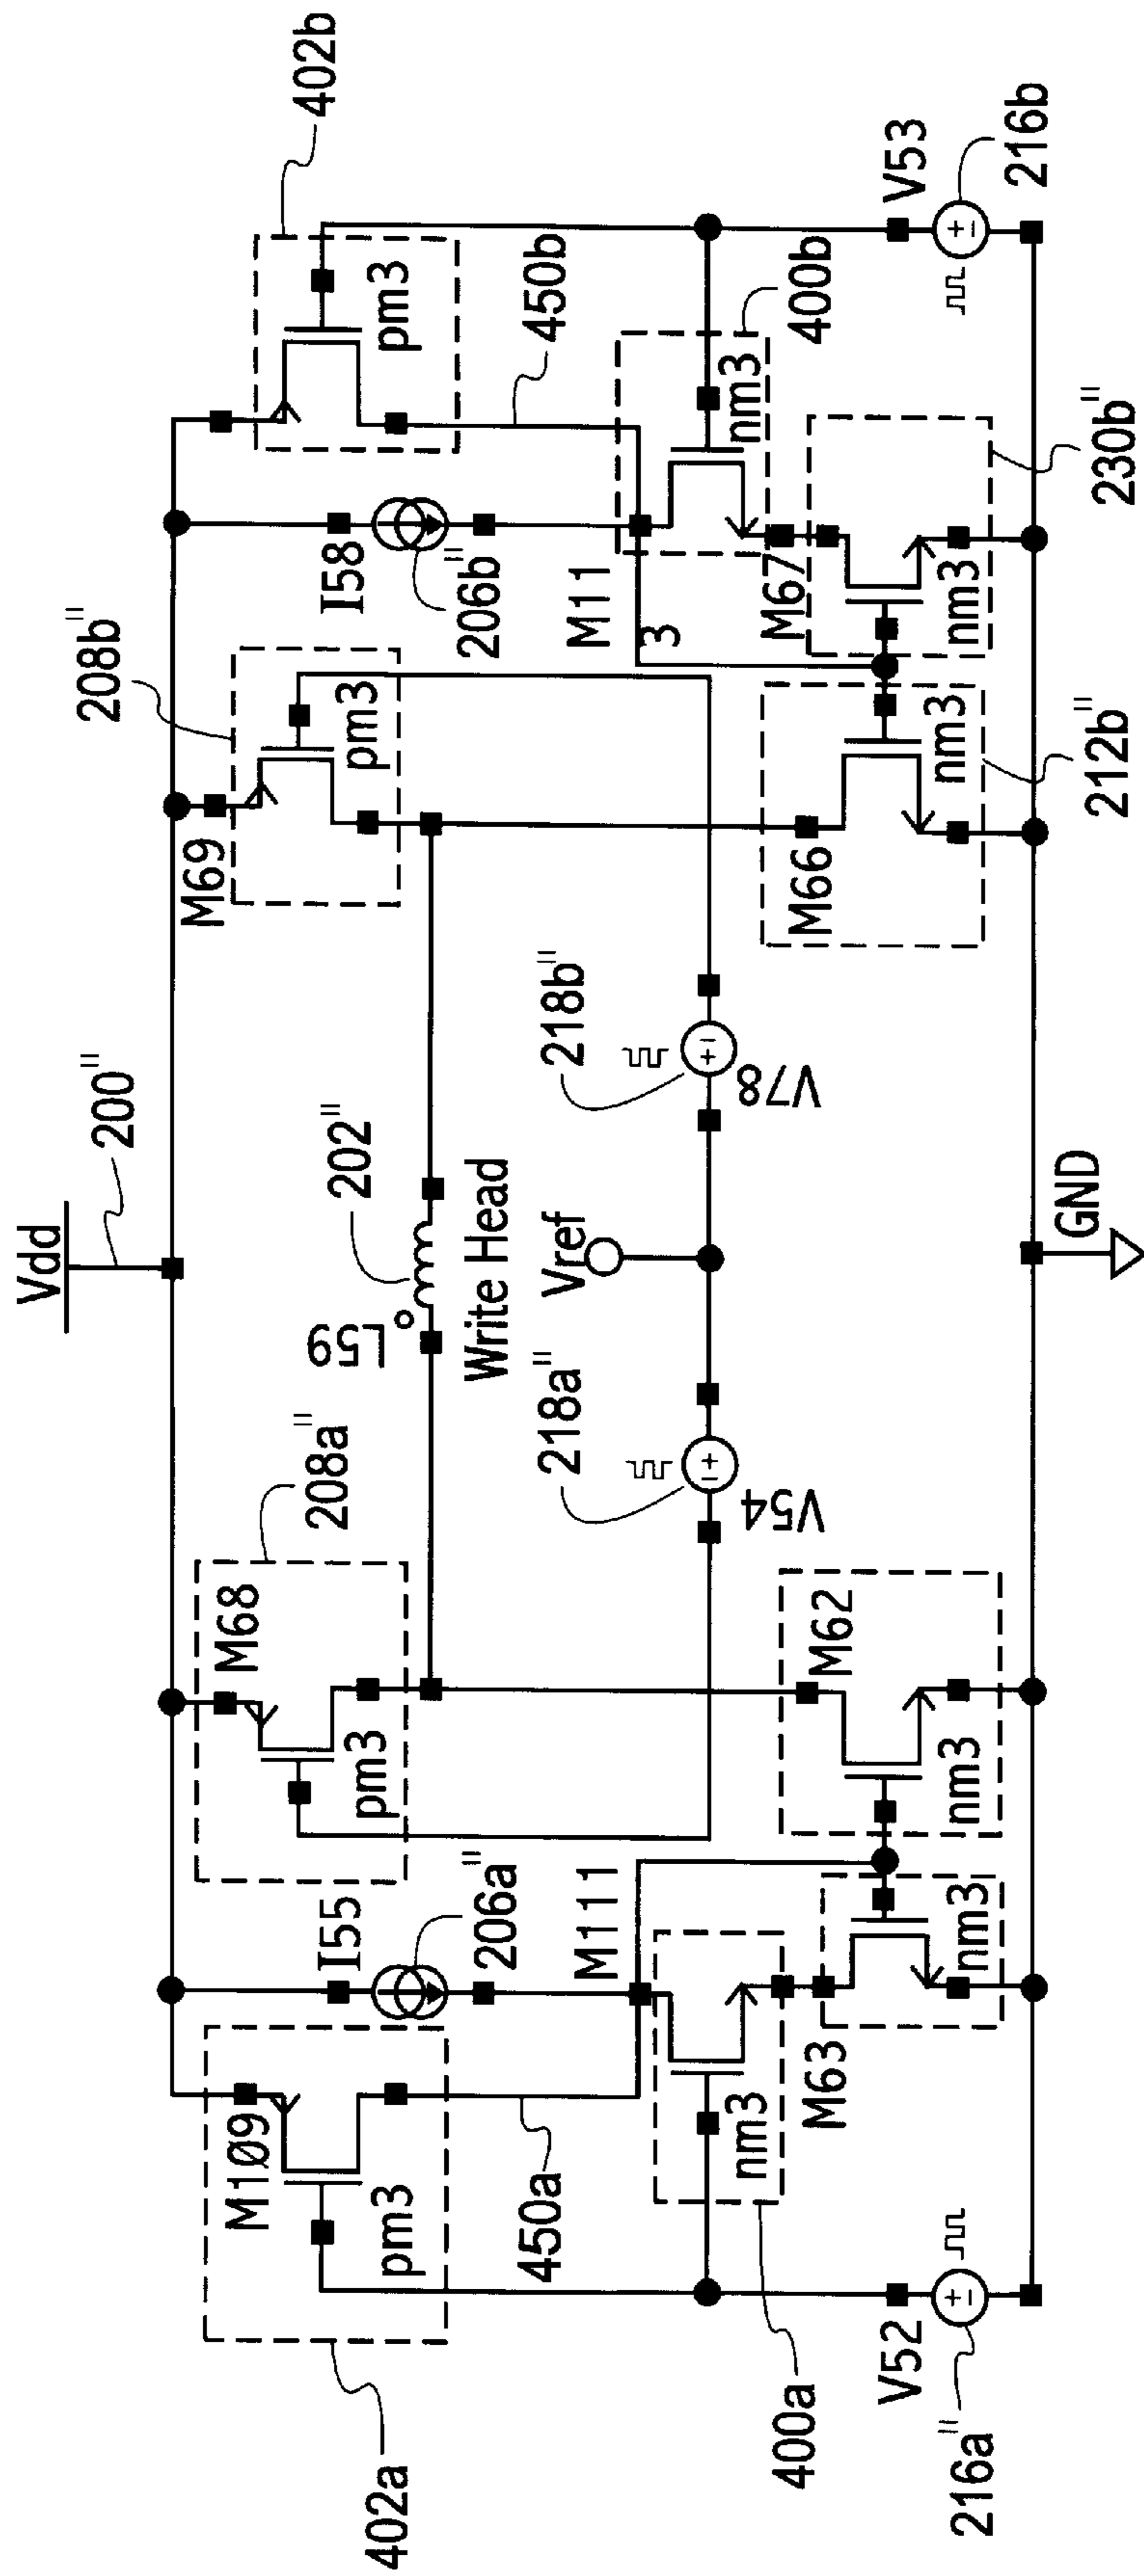 Vdd
200"
402a
M109
pm3
I55
206a"
450a
208a"
M68
pm3
L59
202"
Write Head
208b"
M69
pm3
I58
206b"
402b
pm3
450b
Vref
218a"
V54
218b"
V78
M111
nm3
400a
M11
3
nm3
400b
M63
nm3
M62
nm3
M66
nm3
212b"
M67
nm3
230b"
V52
216a"
V53
216b
GND